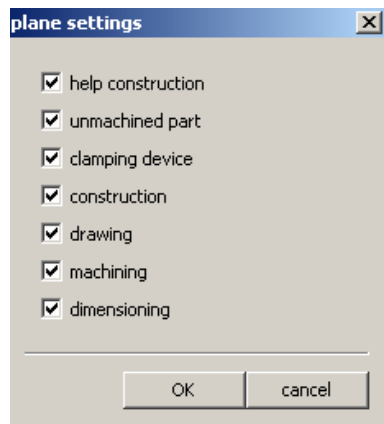 plane settings
help construction
unmachined part
clamping device
construction
drawing
machining
dimensioning
OK cancel